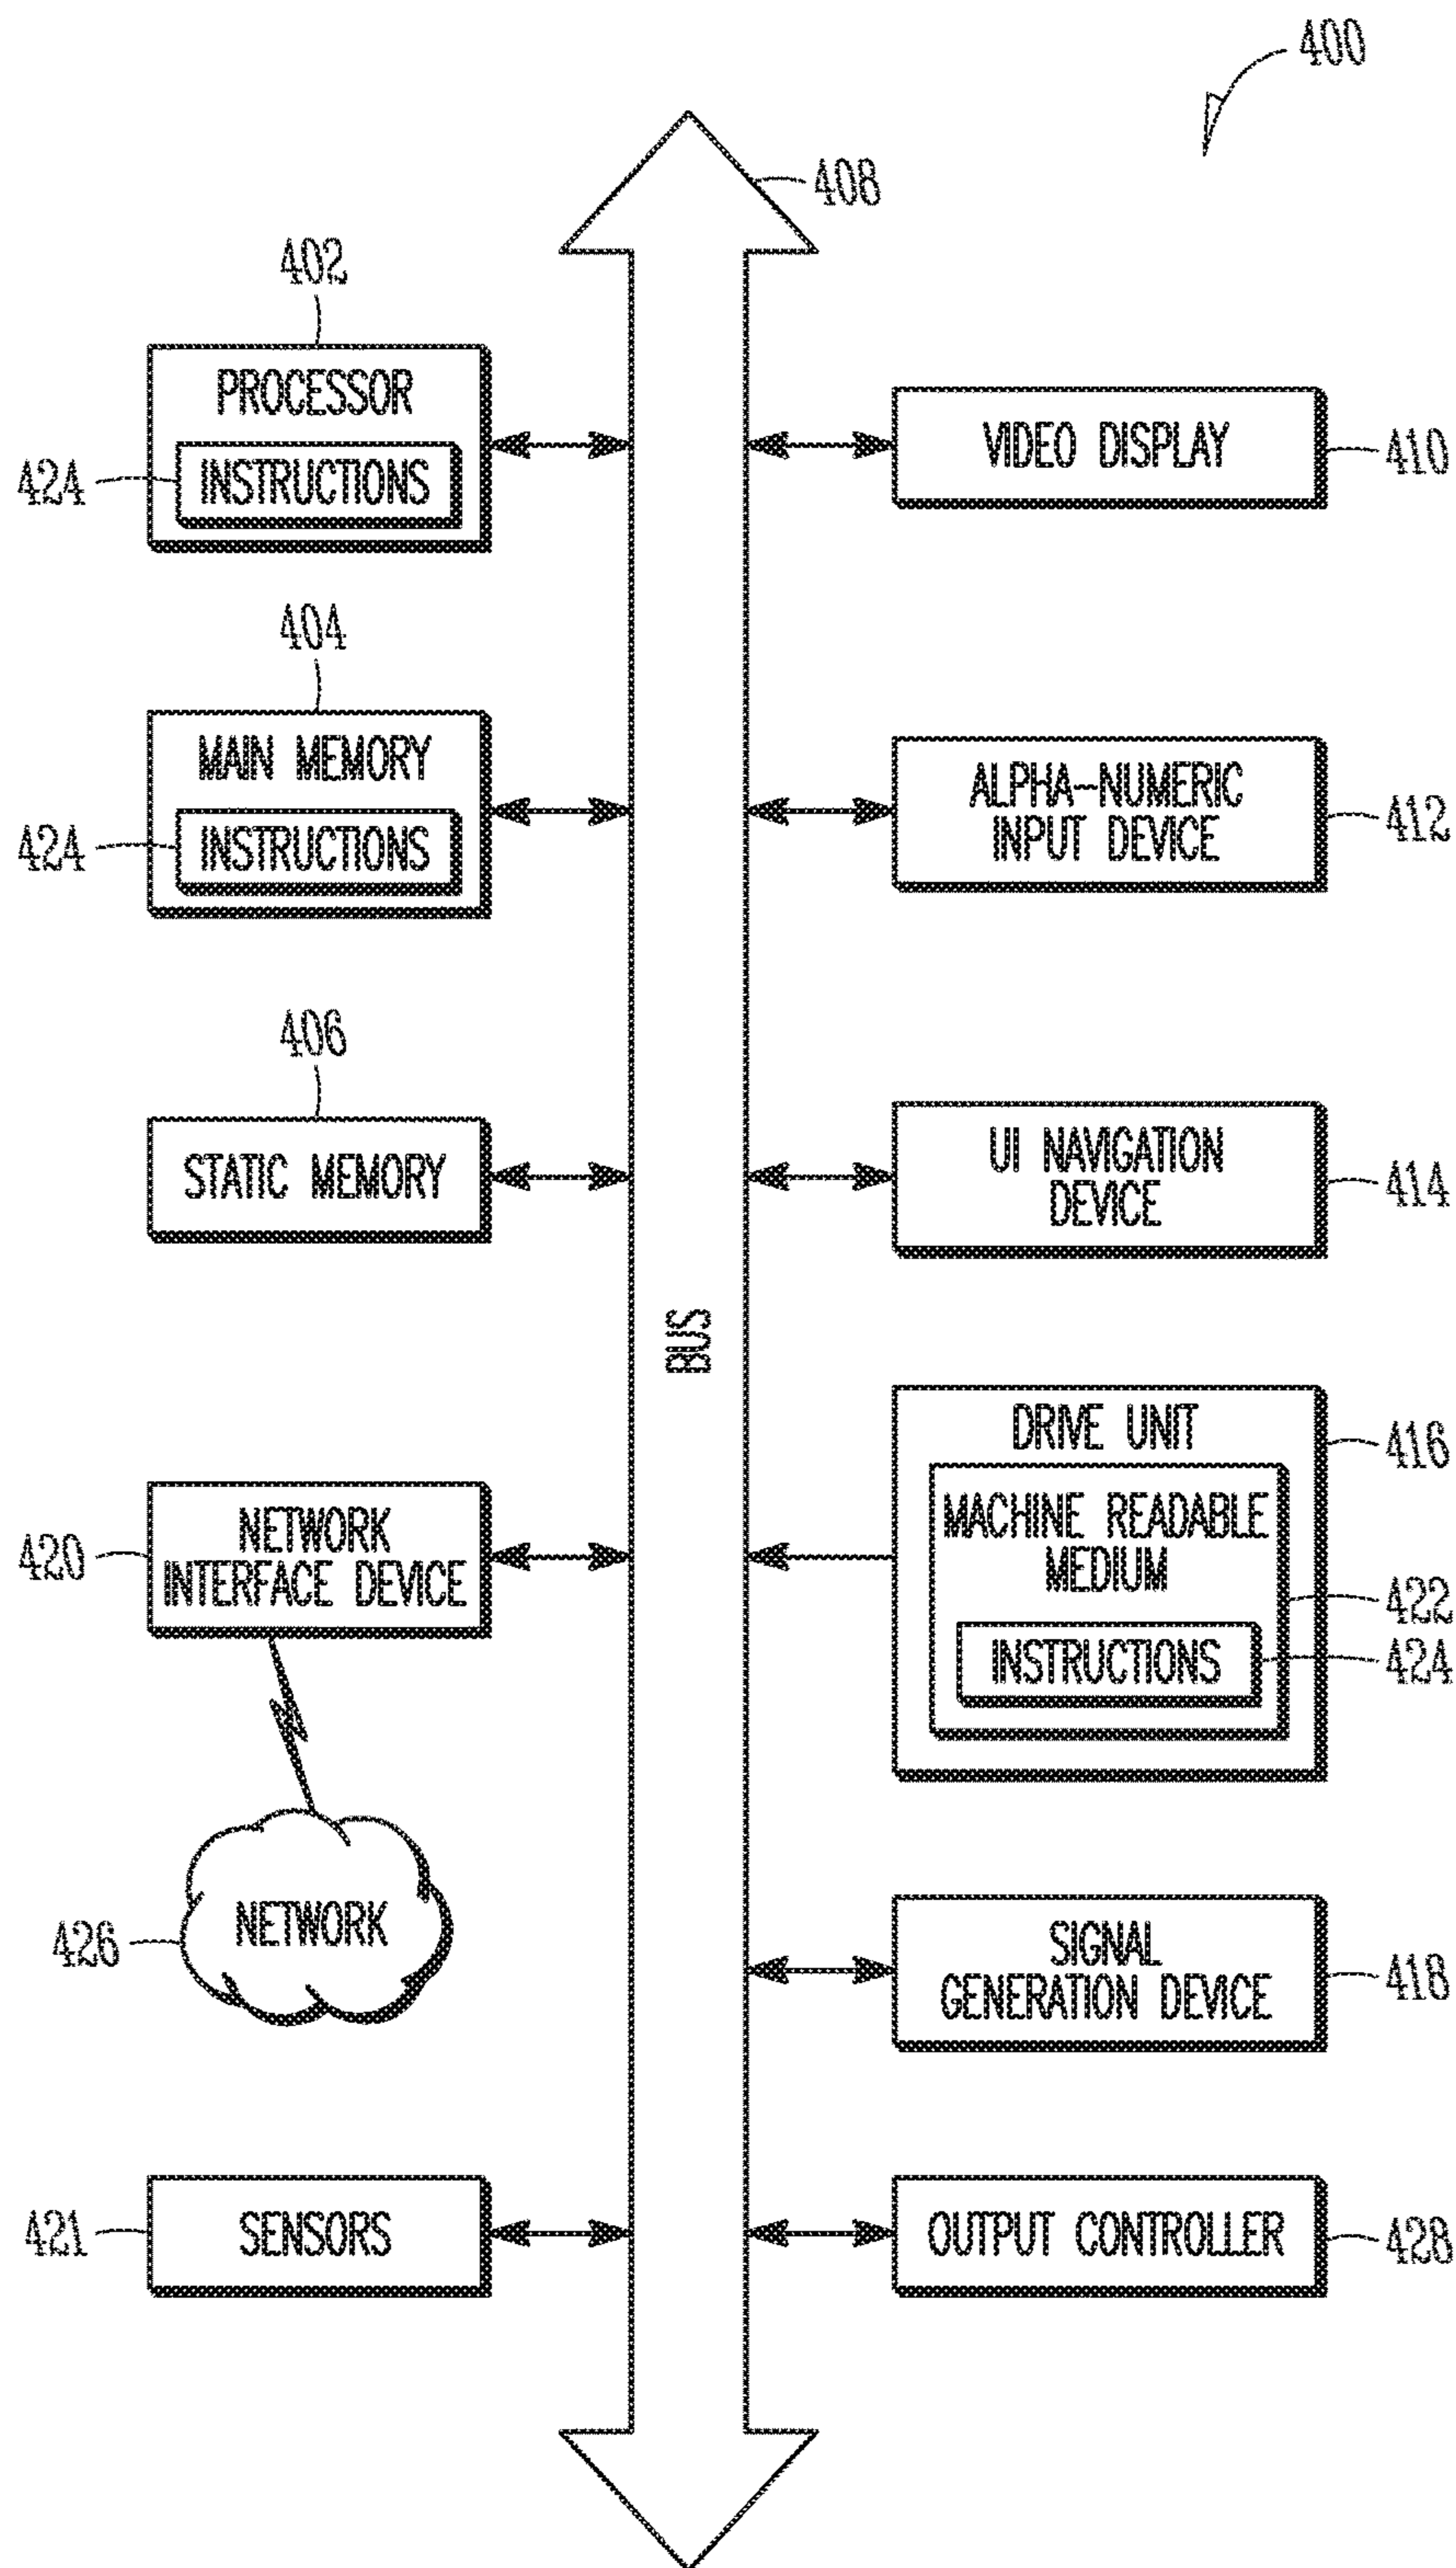 400
408
402
PROCESSOR
424
INSTRUCTIONS
VIDEO DISPLAY
410
404
MAIN MEMORY
424
INSTRUCTIONS
ALPHA-NUMERIC
INPUT DEVICE
412
406
STATIC MEMORY
UI NAVIGATION
DEVICE
414
BUS
420
NETWORK
INTERFACE DEVICE
DRIVE UNIT
416
MACHINE READABLE
MEDIUM
422
INSTRUCTIONS
424
426
NETWORK
SIGNAL
GENERATION DEVICE
418
421
SENSORS
OUTPUT CONTROLLER
428